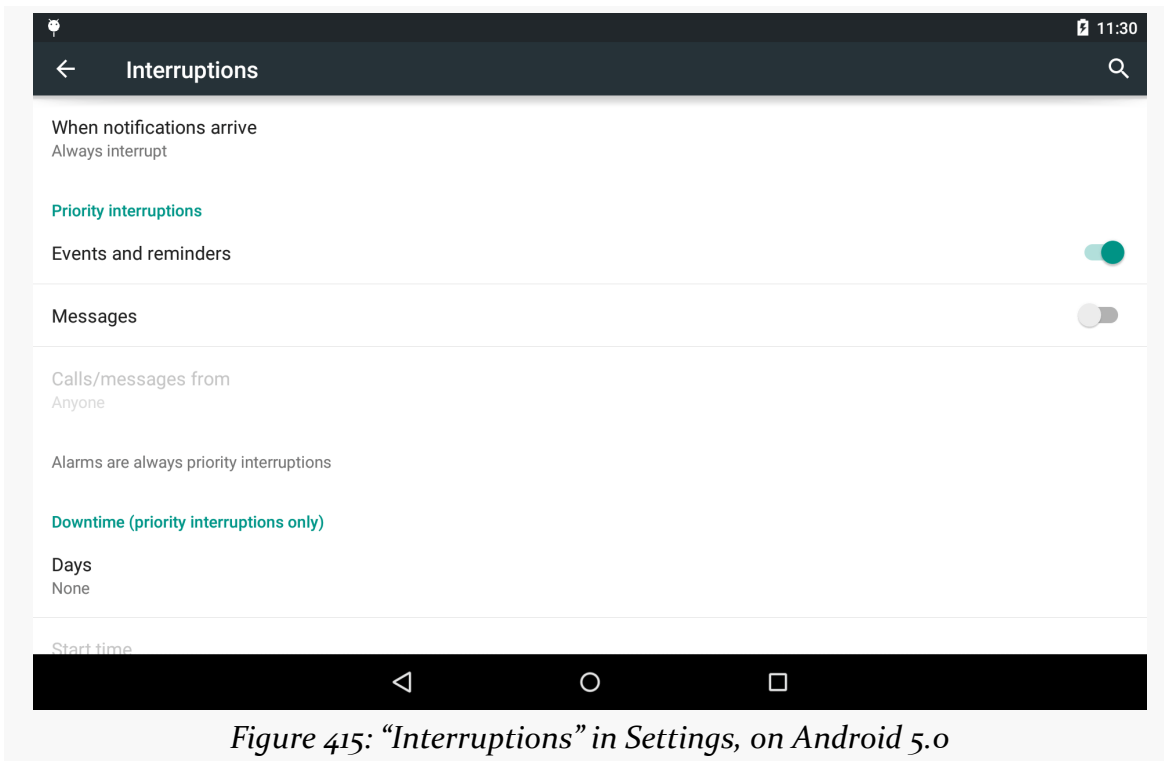 11:30
Interruptions
When notifications arrive
Always interrupt
Priority interruptions
Events and reminders
Messages
Calls/messages from
Anyone
Alarms are always priority interruptions
Downtime (priority interruptions only)
Days
None
Start time
Figure 415: “Interruptions” in Settings, on Android 5.0